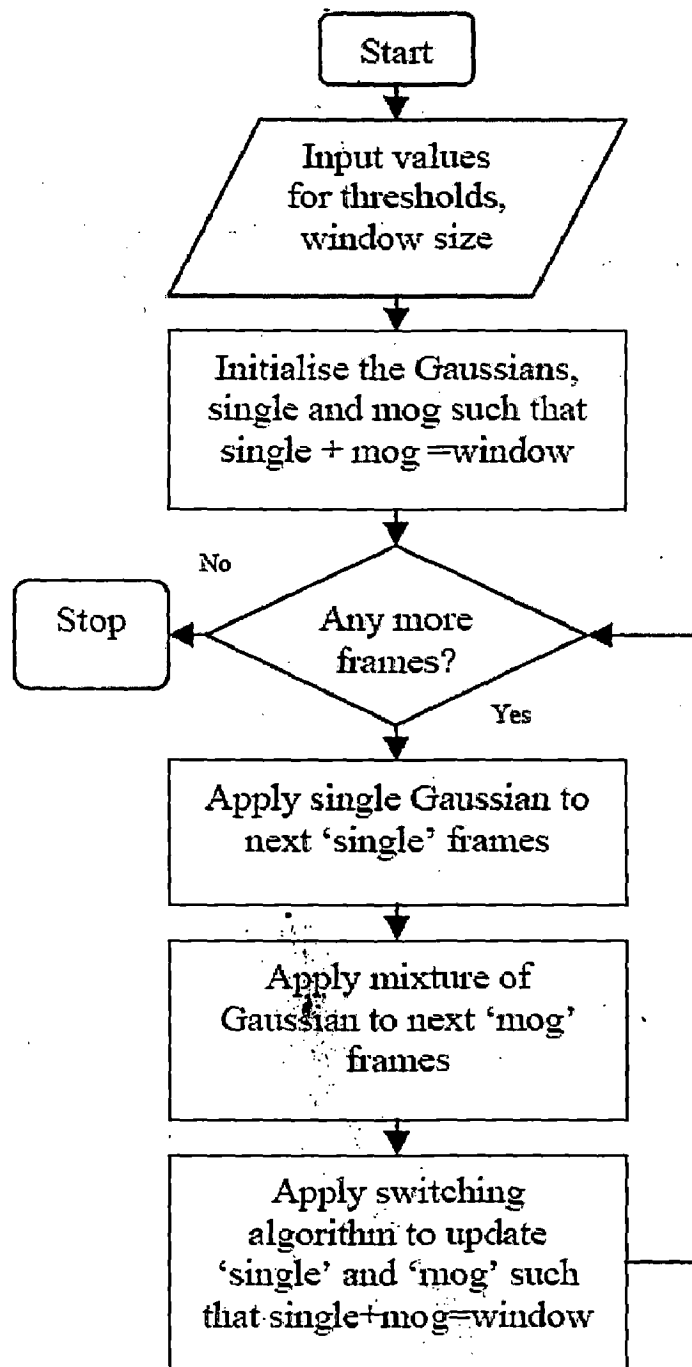 Start
Input values
for thresholds,
window size
Initialise the Gaussians,
single and mog such that
single + mog =window
No
Stop
Any more
frames?
Yes
Apply single Gaussian to
next ‘single’ frames
Apply mixture of
Gaussian to next ‘mog’
frames
Apply switching
algorithm to update
‘single’ and ‘mog’ such
that single+mog=window